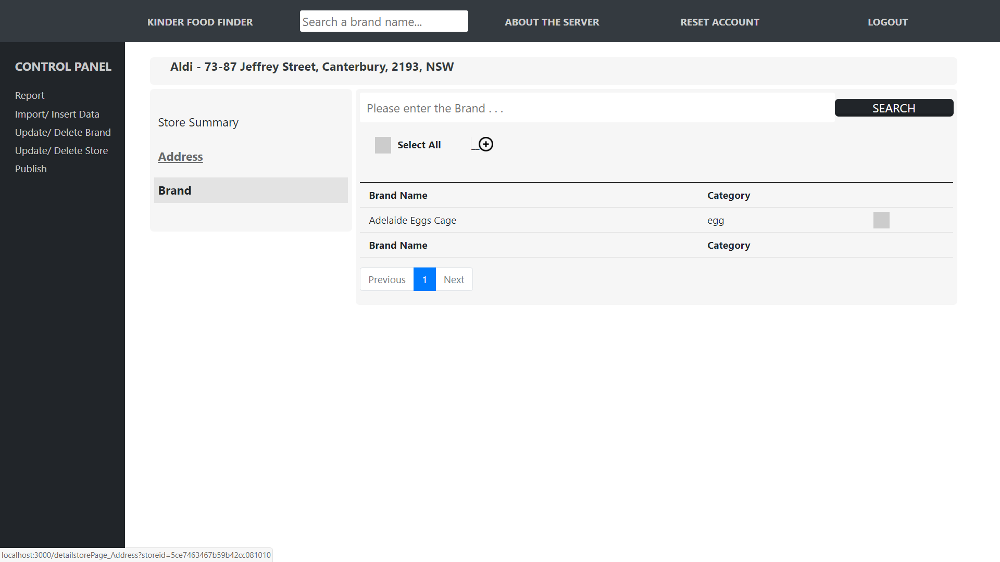 KINDER FOOD FINDER
Search a brand name...
ABOUT THE SERVER
RESET ACCOUNT
LOGOUT
CONTROL PANEL
Report
Import/ Insert Data
Update/ Delete Brand
Update/ Delete Store
Publish
Aldi - 73-87 Jeffrey Street, Canterbury, 2193, NSW
Store Summary
Address
Brand
Please enter the Brand . . .
SEARCH
Select All
Brand Name Category
Adelaide Eggs Cage egg
Brand Name Category
Previous 1 Next
localhost:3000/detailstorePage_Address?storeid=5ce7463467b59b42cc081010